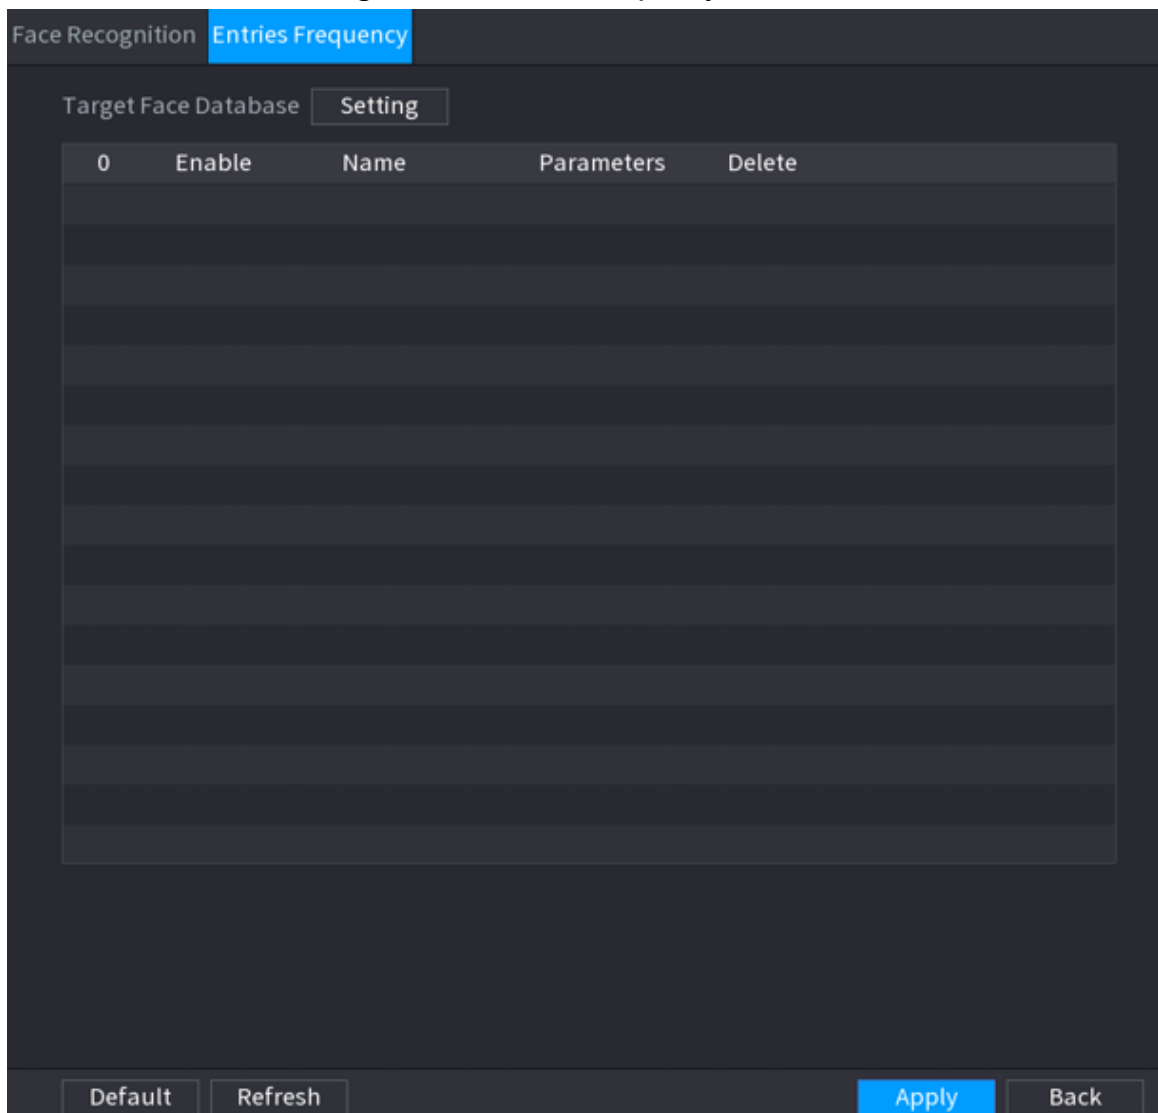 Face Recognition Entries Frequency
Target Face Database Setting
0 Enable Name Parameters Delete
Default Refresh Apply Back